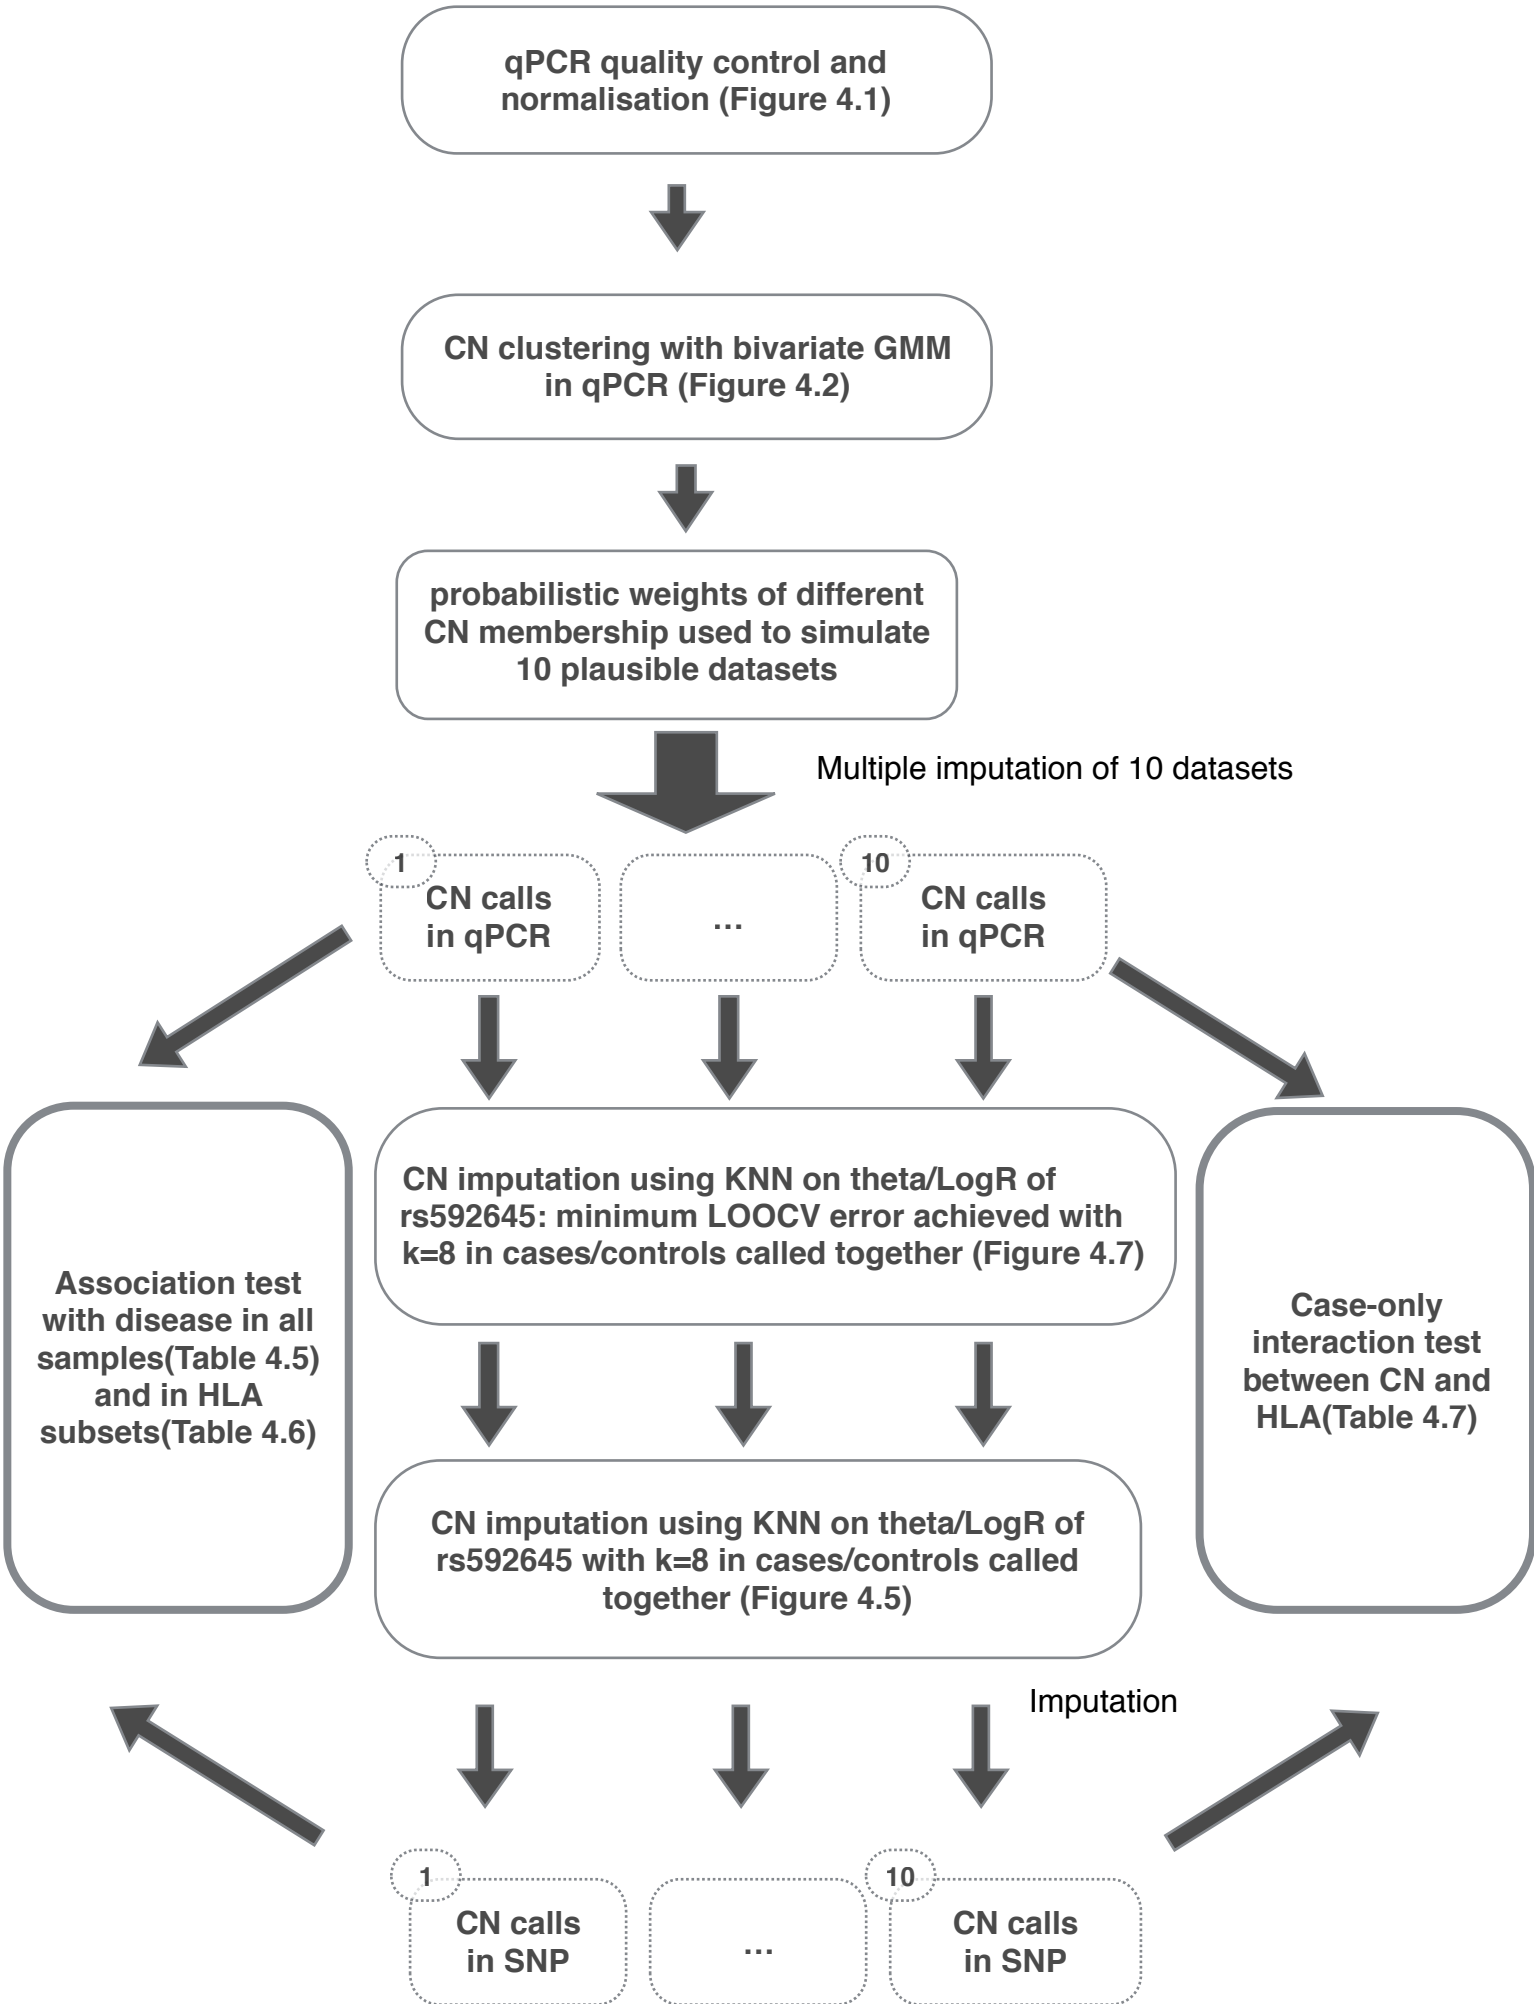 qPCR quality control and
normalisation (Figure 4.1)
CN clustering with bivariate GMM
in qPCR (Figure 4.2)
probabilistic weights of different
CN membership used to simulate
10 plausible datasets
Multiple imputation of 10 datasets
1
CN calls
in qPCR
...
10
CN calls
in qPCR
CN imputation using KNN on theta/LogR of
rs592645: minimum LOOCV error achieved with
k=8 in cases/controls called together (Figure 4.7)
Association test
with disease in all
samples(Table 4.5)
and in HLA
subsets(Table 4.6)
Case-only
interaction test
between CN and
HLA(Table 4.7)
CN imputation using KNN on theta/LogR of
rs592645 with k=8 in cases/controls called
together (Figure 4.5)
Imputation
1
CN calls
in SNP
...
10
CN calls
in SNP